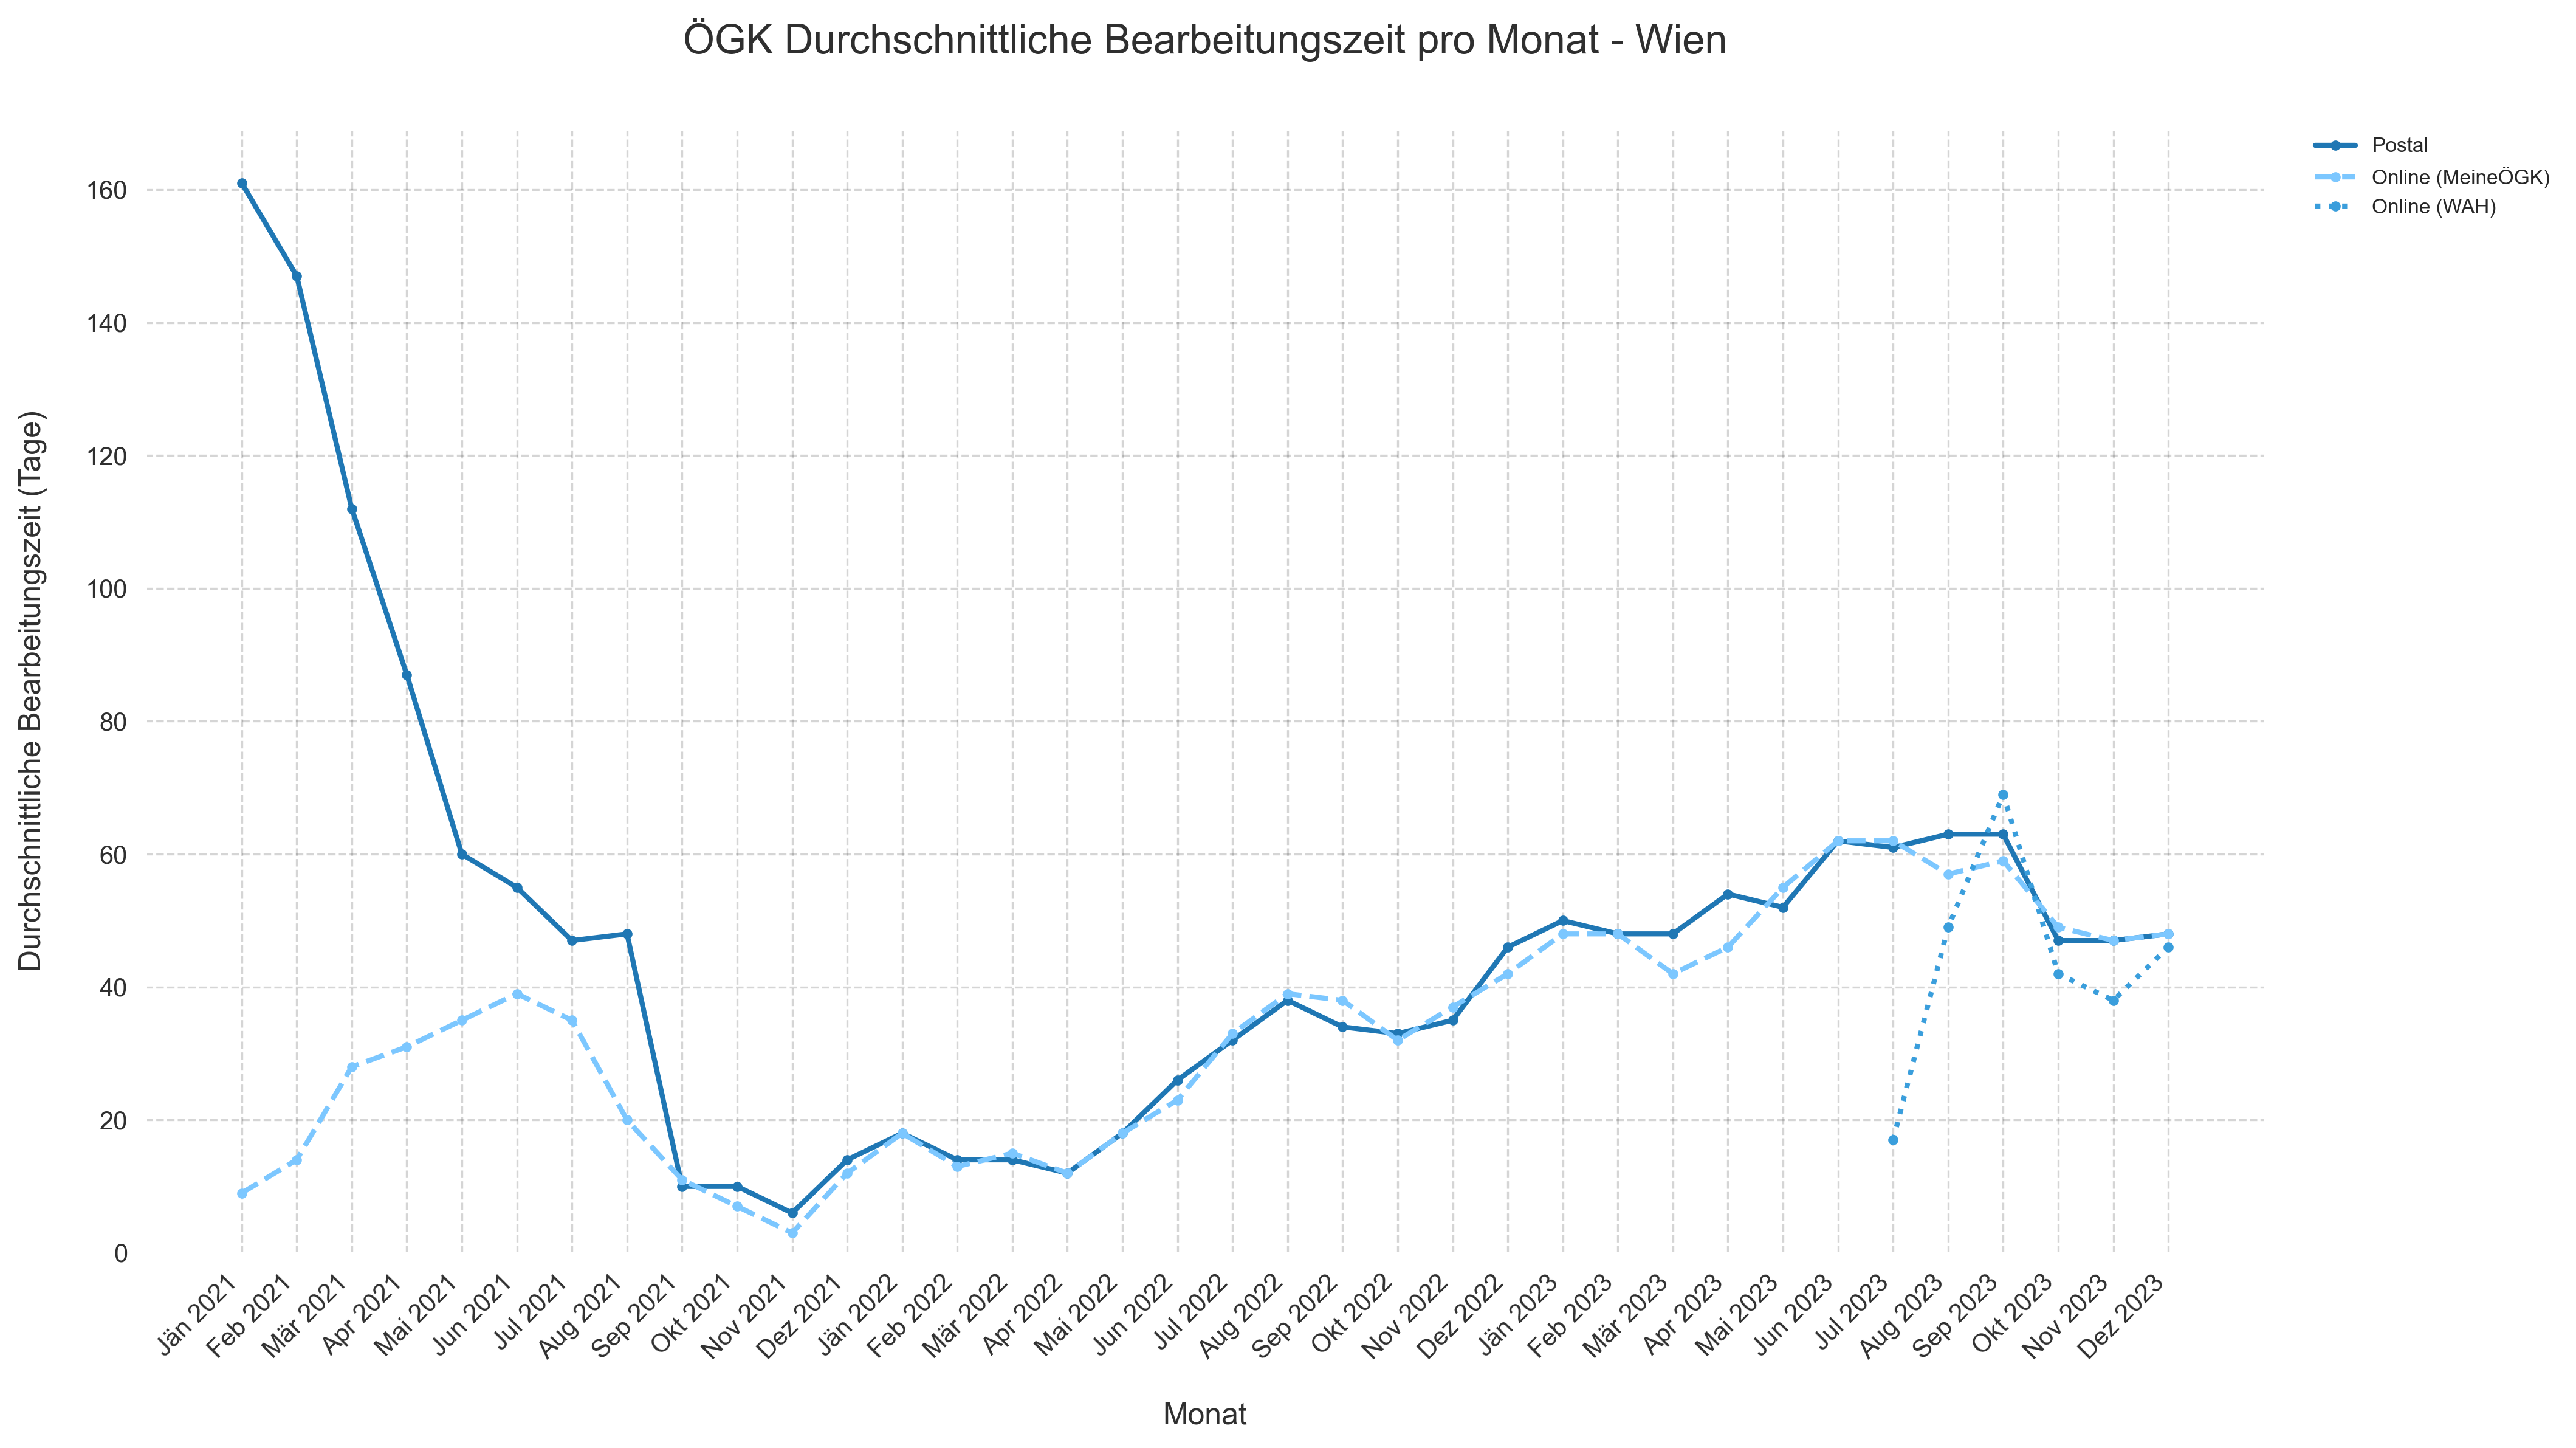 ÖGK Durchschnittliche Bearbeitungszeit pro Monat - Wien
Postal
Online (MeineÖGK)
Online (WAH)
Durchschnittliche Bearbeitungszeit (Tage)
160
140
120
100
80
60
40
20
0
Jän 2021
Feb 2021
Mär 2021
Apr 2021
Mai 2021
Jun 2021
Jul 2021
Aug 2021
Sep 2021
Okt 2021
Nov 2021
Dez 2021
Jän 2022
Feb 2022
Mär 2022
Apr 2022
Mai 2022
Jun 2022
Jul 2022
Aug 2022
Sep 2022
Okt 2022
Nov 2022
Dez 2022
Jän 2023
Feb 2023
Mär 2023
Apr 2023
Mai 2023
Jun 2023
Jul 2023
Aug 2023
Sep 2023
Okt 2023
Nov 2023
Dez 2023
Monat